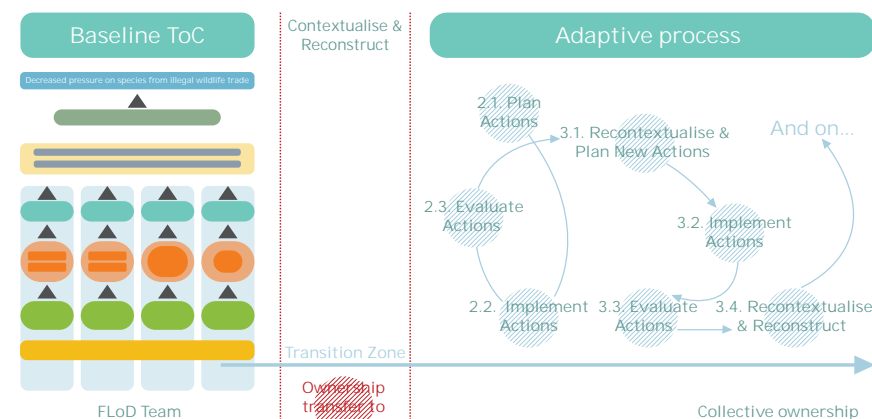 Baseline ToC
Contextualise &
Reconstruct
Adaptive process
Decreased pressure on species from illegal wildlife trade
2.1. Plan
Actions
3.1. Recontextualise &
Plan New Actions
And on...
2.3. Evaluate
Actions
3.2. Implement
Actions
2.2. Implement
Actions
3.3. Evaluate
Actions
3.4. Recontextualise
& Reconstruct
Transition Zone
Ownership
transfer to
FLoD Team
Collective ownership